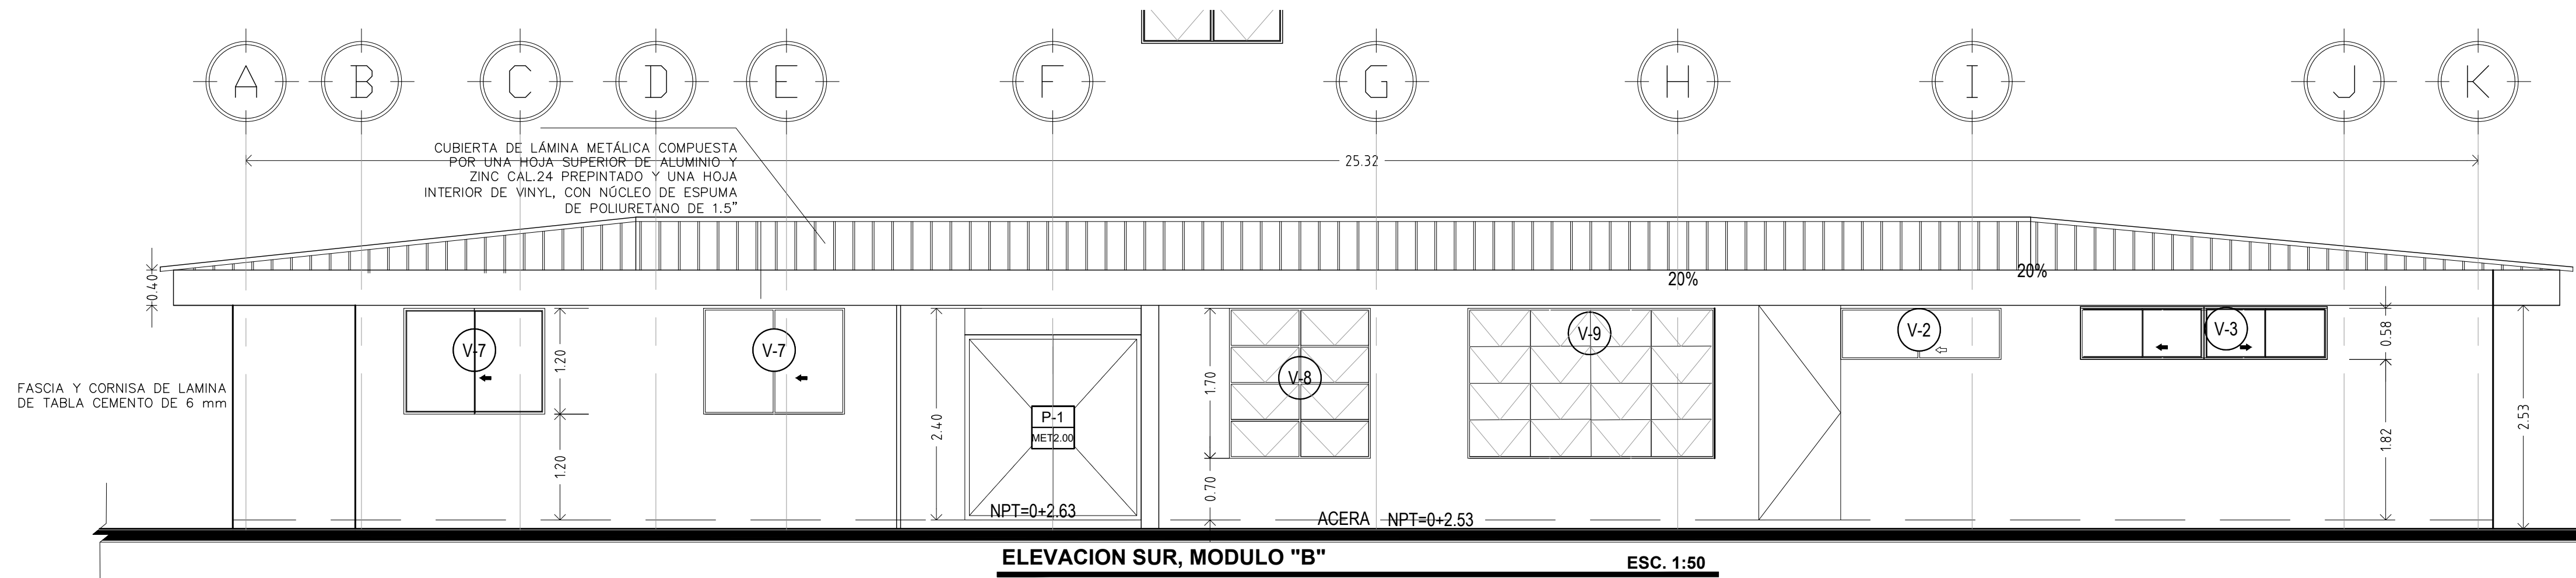 A B C D E F G H I J K
CUBIERTA DE LÁMINA METÁLICA COMPUESTA
POR UNA HOJA SUPERIOR DE ALUMINIO Y
ZINC CAL.24 PREPINTADO Y UNA HOJA
INTERIOR DE VINYL, CON NÚCLEO DE ESPUMA
DE POLIURETANO DE 1.5”
25.32
0.40
20%
20%
FASCIA Y CORNISA DE LAMINA
DE TABLA CEMENTO DE 6 mm
V-7
1.20
1.20
V-7
2.40
P-1
MET2.00
NPT=0+2.63
1.70
0.70
V-8
V-9
V-2
V-3
0.58
1.82
2.53
ACERA NPT=0+2.53
ELEVACION SUR, MODULO "B"
ESC. 1:50